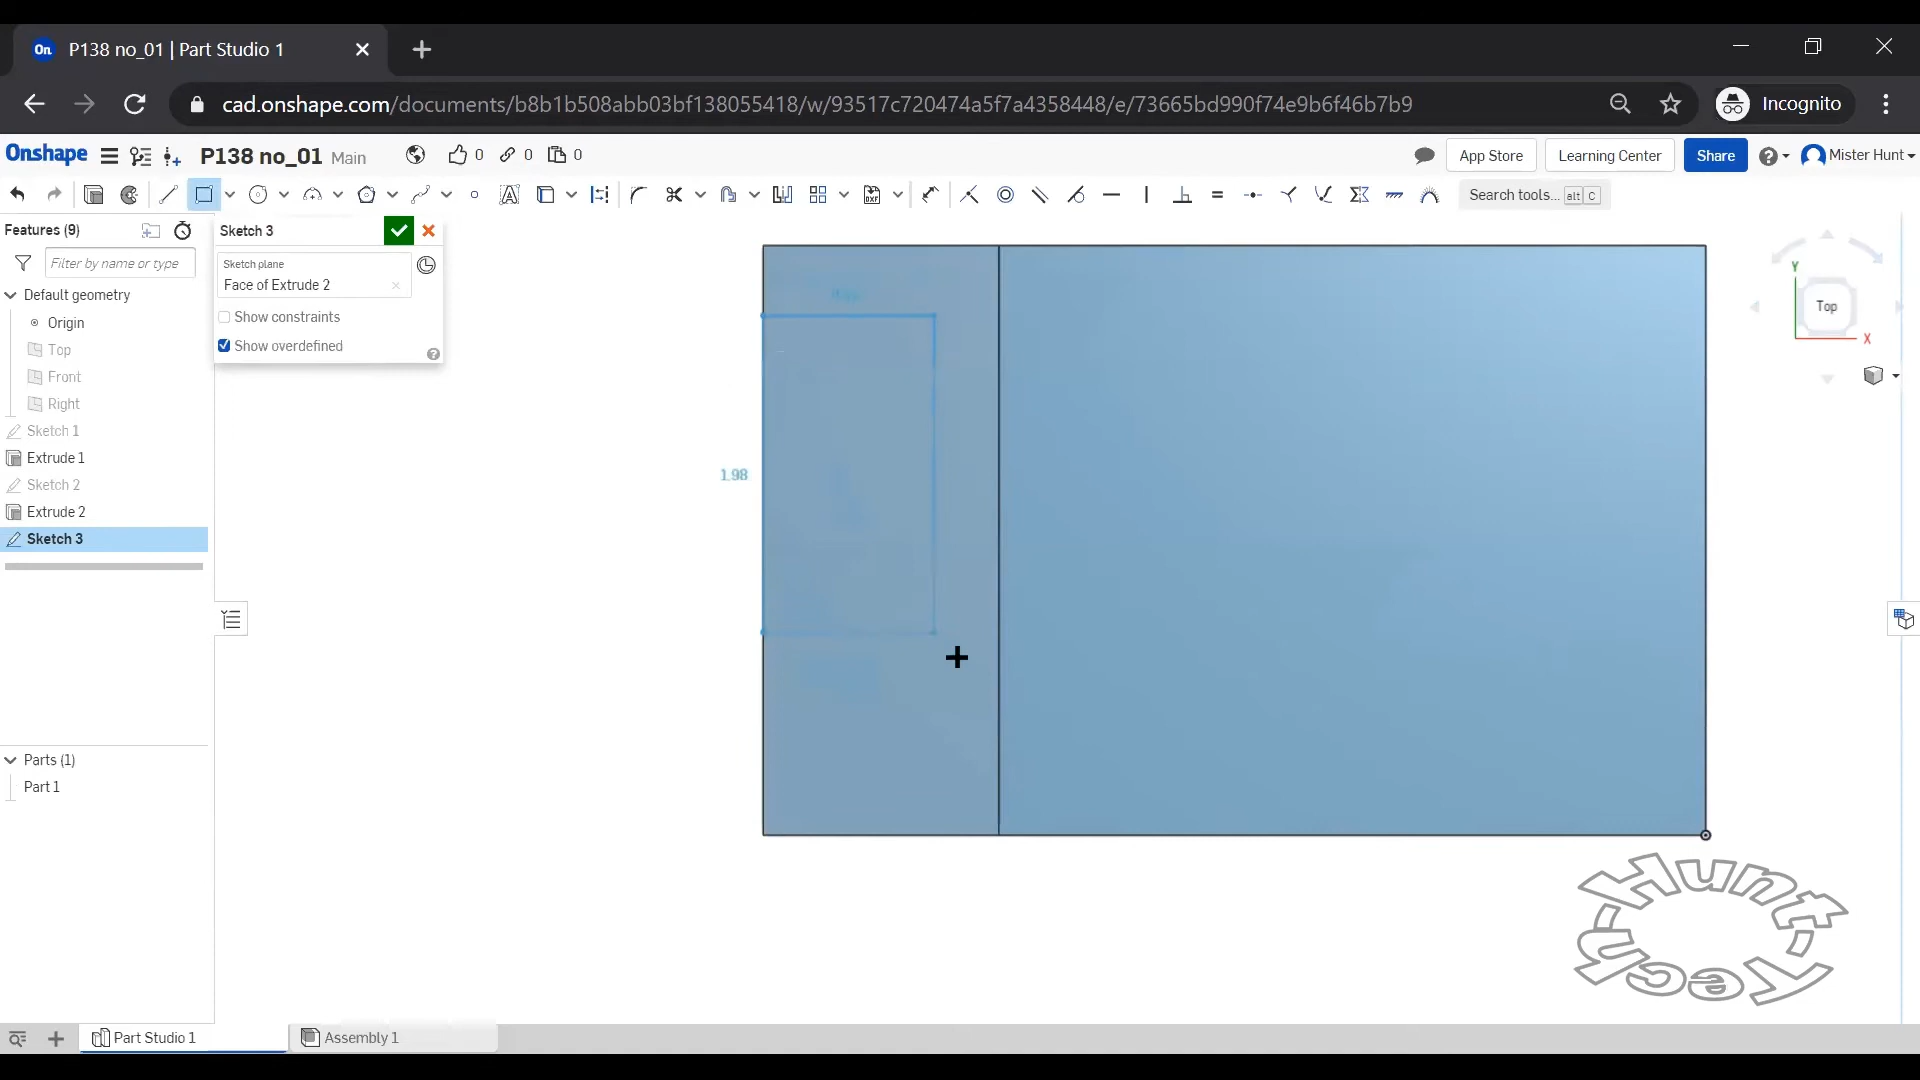 On P138 no_01 | Part Studio 1
cad.onshape.com/documents/b8b1b508abb03bf138055418/w/93517c720474a5f7a4358448/e/73665bd990f74e9b6f46b7b9
Incognito
Onshape P138 no_01 Main 0 0 0
App Store Learning Center Share Mister Hunt
Search tools... alt C
Features (9)
Filter by name or type
Default geometry
Origin
Top
Front
Right
Sketch 1
Extrude 1
Sketch 2
Extrude 2
Sketch 3
Parts (1)
Part 1
Sketch 3
Sketch plane
Face of Extrude 2
Show constraints
Show overdefined
1.98
Y
Top
X
Hunt
Tech
Part Studio 1
Assembly 1